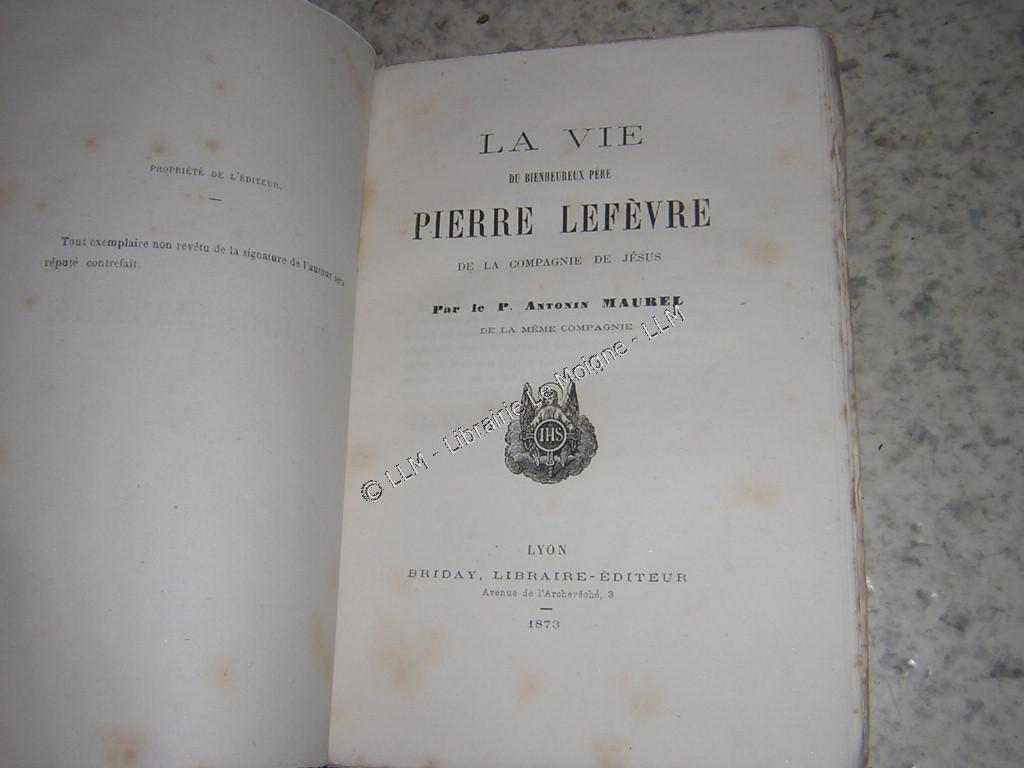 PROPRIÉTÉ DE L'ÉDITEUR.
Tout exemplaire non revêtu de la signature de l'auteur sera
réputé contrefait.
LA VIE
DU BIENHEUREUX PÈRE
PIERRE LEFÈVRE
DE LA COMPAGNIE DE JÉSUS
Par le P. Antonin MAUREL
DE LA MÊME COMPAGNIE
IHS
LYON
BRIDAY, LIBRAIRE-ÉDITEUR
Avenue de l'Archevêché, 3
1873
© LLM - Librairie Le Moigne - LLM